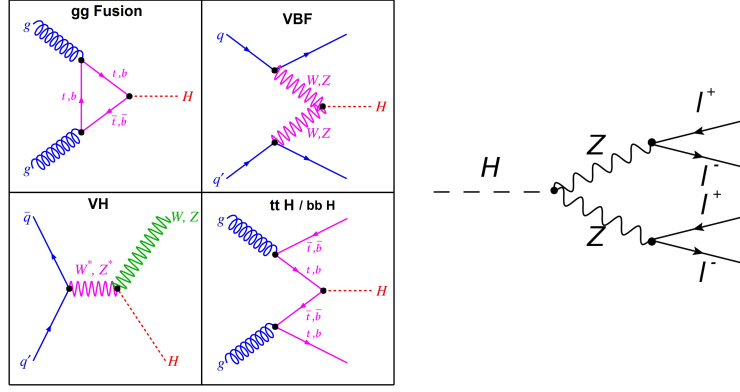 gg Fusion
g
t, b
t, b
t̄, b̄
H
g
VBF
q
W,Z
H
W,Z
q'
VH
q̄
W, Z
W*, Z*
q'
H
tt H / bb H
g
t̄, b̄
t, b
H
t̄, b̄
t, b
g
H
Z
Z
l+
l-
l+
l-